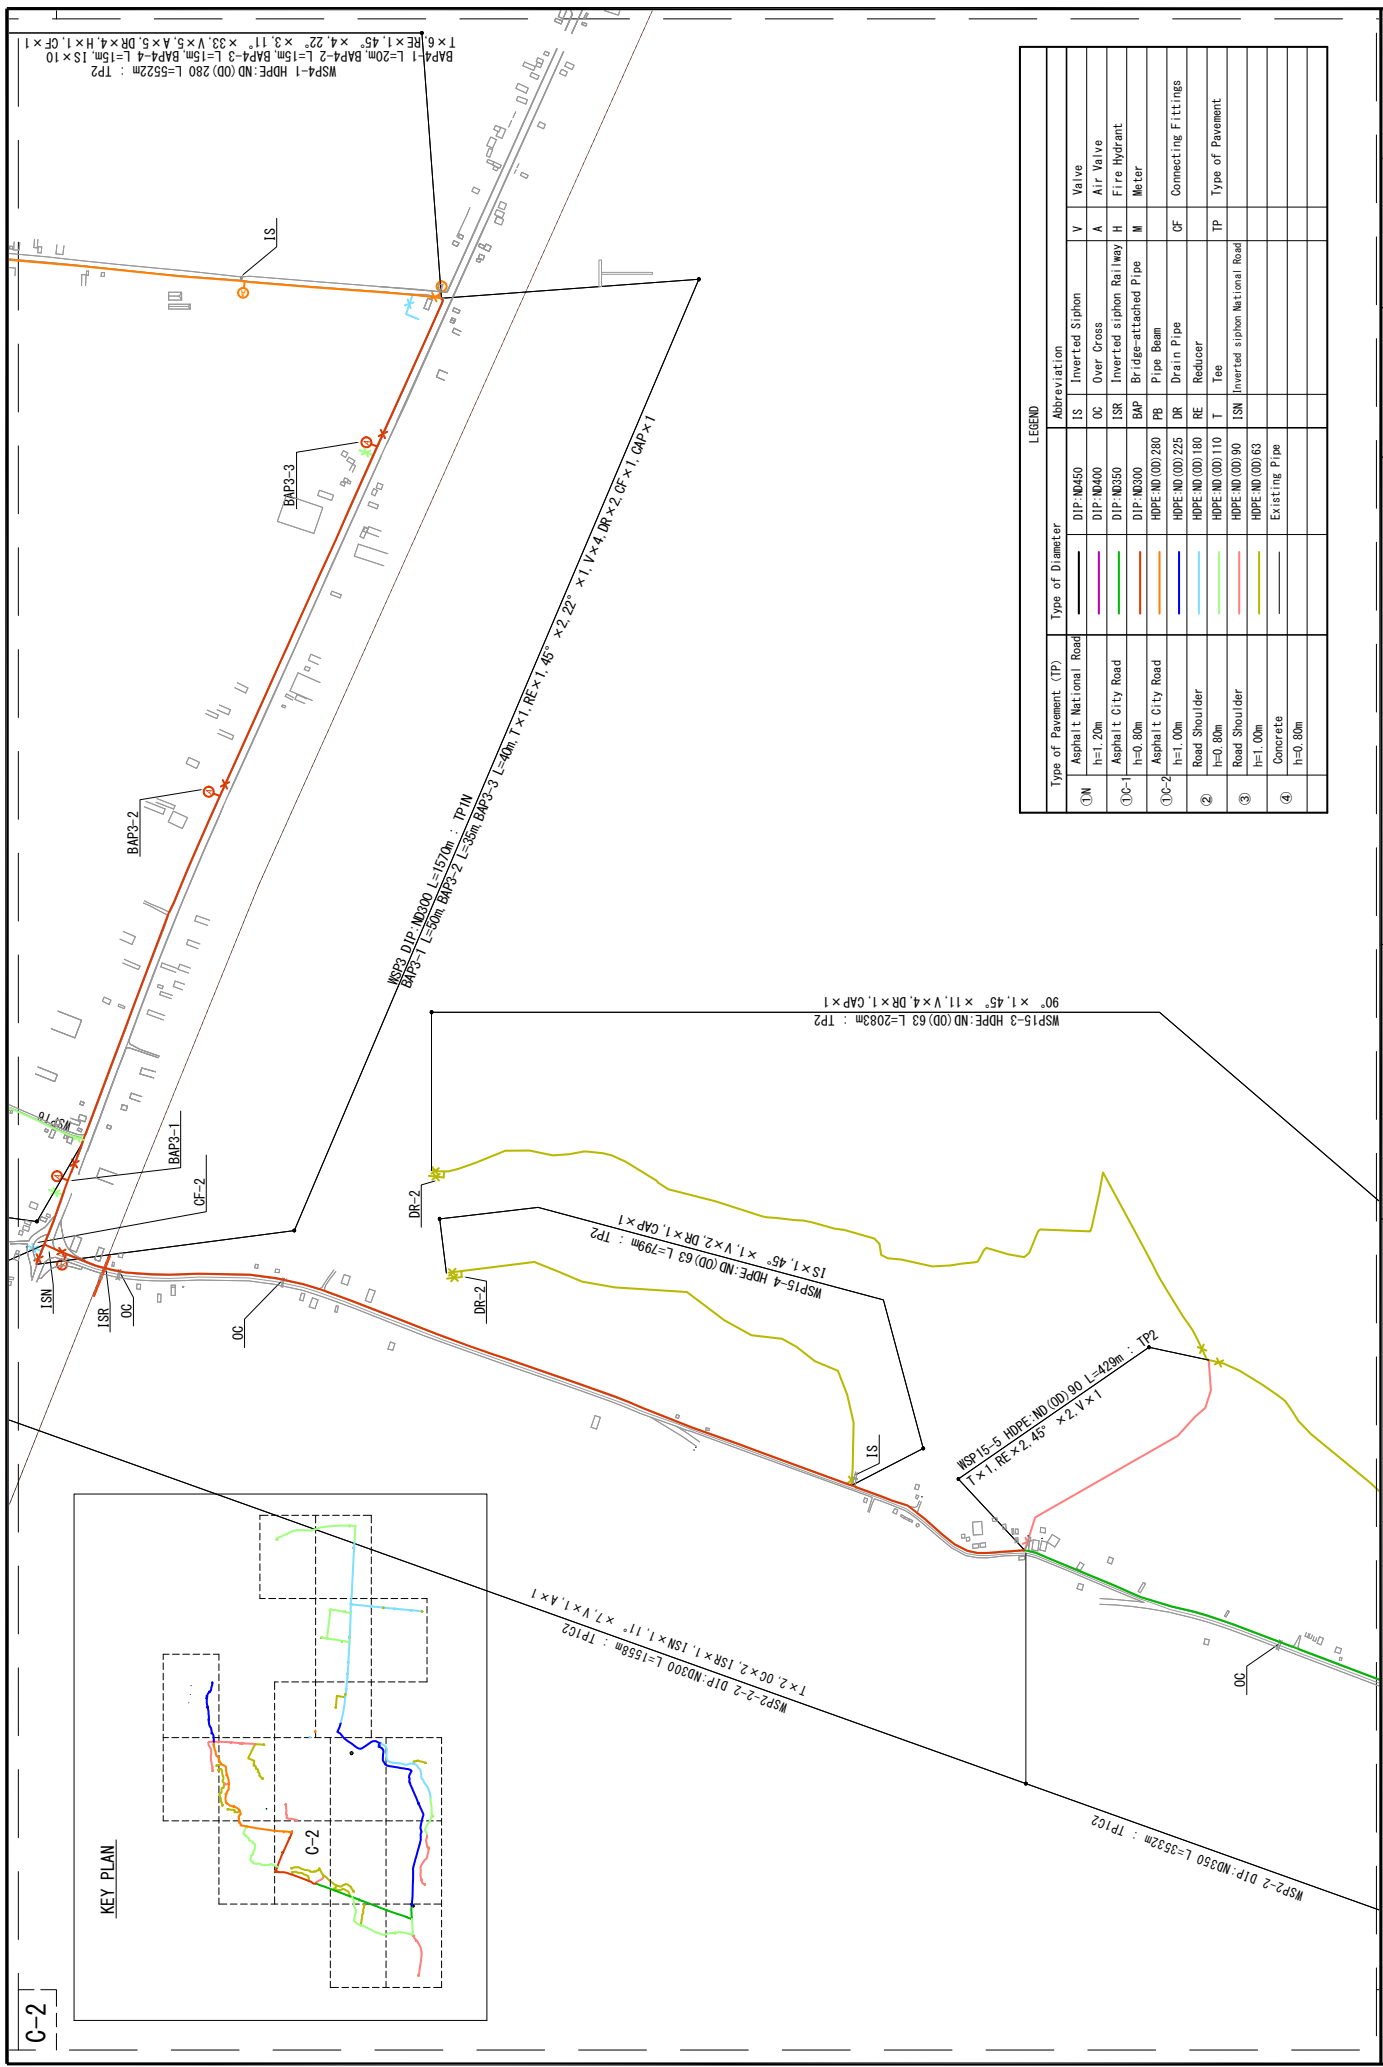 C-2
KEY PLAN
C-2
WSP4-1 HDPE:ND(OD)280 L=5522m : TP2
BAP4-1 L=20m, BAP4-2 L=15m, BAP4-3 L=15m, BAP4-4 L=15m, IS×10
T×6, RE×1, 45° ×4, 22° ×3, 11° ×33, V×5, A×5, DR×4, H×1, CF×1
IS
BAP3-3
BAP3-2
WSP16
BAP3-1
CF-2
ISN
ISR
OC
OC
WSP3 DIP:ND300 L=1570m : TP1N
BAP3-1 L=50m, BAP3-2 L=35m, BAP3-3 L=40m, T×1, RE×1, 45° ×2, 22° ×1, V×4, DR×2, CF×1, CAP×1
WSP15-3 HDPE:ND(OD)63 L=2083m : TP2
90° ×1, 45° ×11, V×4, DR×1, CAP×1
DR-2
WSP15-4 HDPE:ND(OD)63 L=799m : TP2
IS×1, 45° ×1, V×2, DR×1, CAP×1
DR-2
IS
WSP15-5 HDPE:ND(OD)90 L=429m : TP2
T×1, RE×2, 45° ×2, V×1
WSP2-2-2 DIP:ND300 L=1558m : TP1C2
T×2, OC×2, ISR×1, ISN×1, 11° ×7, V×1, A×1
OC
WSP2-2 DIP:ND350 L=3532m : TP1C2
LEGEND
Type of Pavement (TP) Type of Diameter Abbreviation
①N Asphalt National Road DIP:ND450 IS Inverted Siphon V Valve
h=1.20m DIP:ND400 OC Over Cross A Air Valve
①C-1 Asphalt City Road DIP:ND350 ISR Inverted siphon Railway H Fire Hydrant
h=0.80m DIP:ND300 BAP Bridge-attached Pipe M Meter
①C-2 Asphalt City Road HDPE:ND(OD)280 PB Pipe Beam
h=1.00m HDPE:ND(OD)225 DR Drain Pipe CF Connecting Fittings
② Road Shoulder HDPE:ND(OD)180 RE Reducer
h=0.80m HDPE:ND(OD)110 T Tee TP Type of Pavement
③ Road Shoulder HDPE:ND(OD)90 ISN Inverted siphon National Road
h=1.00m HDPE:ND(OD)63
④ Concrete Existing Pipe
h=0.80m